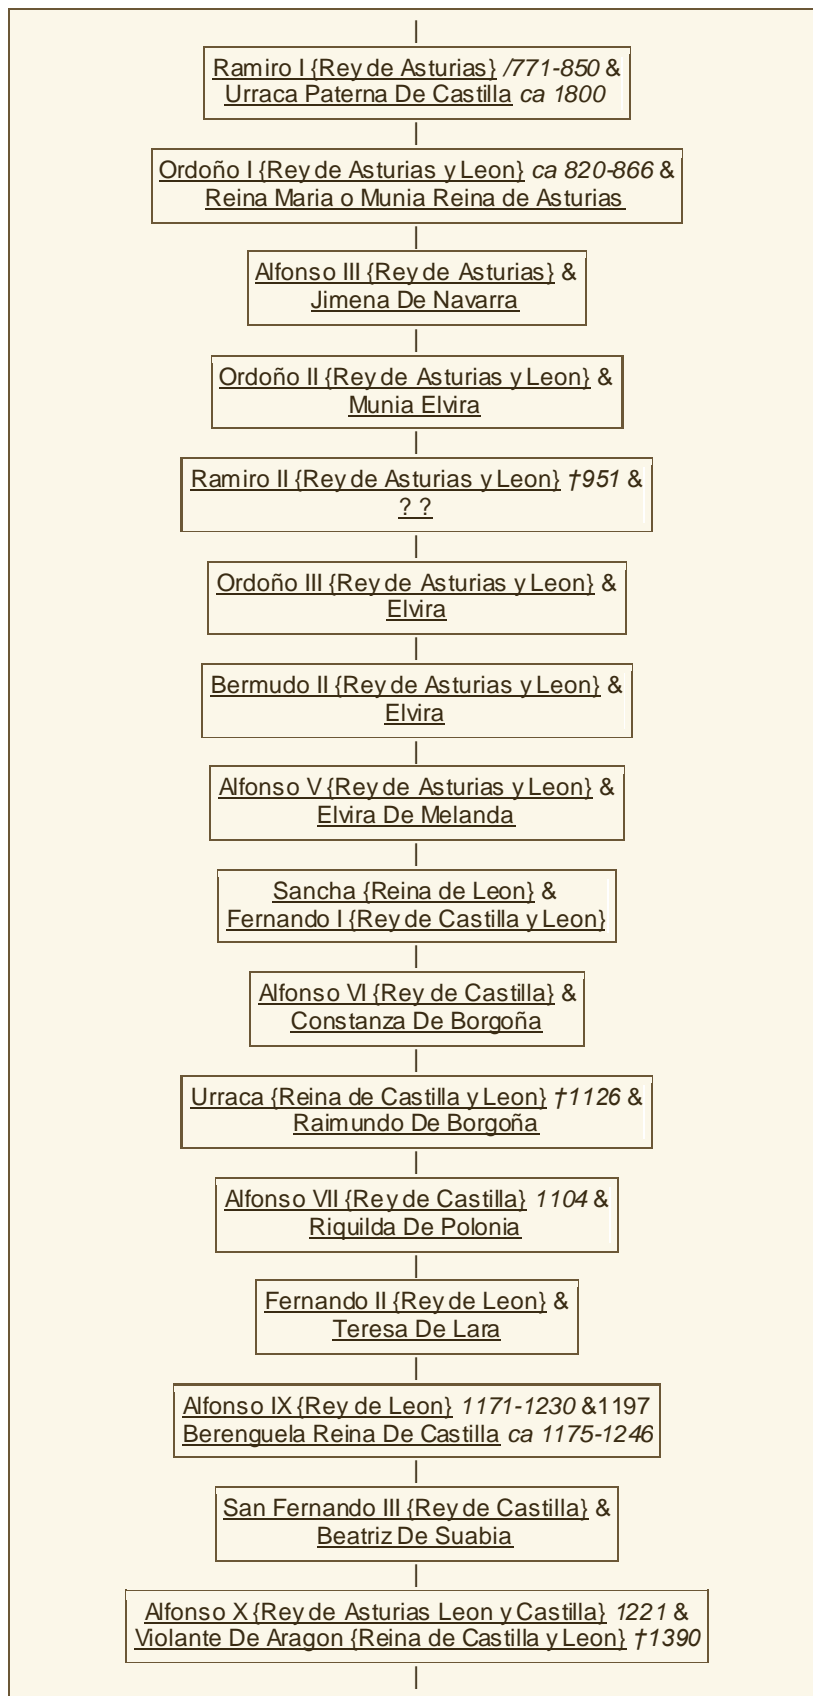 Ramiro I {Rey de Asturias} /771-850 &
Urraca Paterna De Castilla ca 1800
Ordoño I {Rey de Asturias y Leon} ca 820-866 &
Reina Maria o Munia Reina de Asturias
Alfonso III {Rey de Asturias} &
Jimena De Navarra
Ordoño II {Rey de Asturias y Leon} &
Munia Elvira
Ramiro II {Rey de Asturias y Leon} †951 &
? ?
Ordoño III {Rey de Asturias y Leon} &
Elvira
Bermudo II {Rey de Asturias y Leon} &
Elvira
Alfonso V {Rey de Asturias y Leon} &
Elvira De Melanda
Sancha {Reina de Leon} &
Fernando I {Rey de Castilla y Leon}
Alfonso VI {Rey de Castilla} &
Constanza De Borgoña
Urraca {Reina de Castilla y Leon} †1126 &
Raimundo De Borgoña
Alfonso VII {Rey de Castilla} 1104 &
Riquilda De Polonia
Fernando II {Rey de Leon} &
Teresa De Lara
Alfonso IX {Rey de Leon} 1171-1230 &1197
Berenguela Reina De Castilla ca 1175-1246
San Fernando III {Rey de Castilla} &
Beatriz De Suabia
Alfonso X {Rey de Asturias Leon y Castilla} 1221 &
Violante De Aragon {Reina de Castilla y Leon} †1390